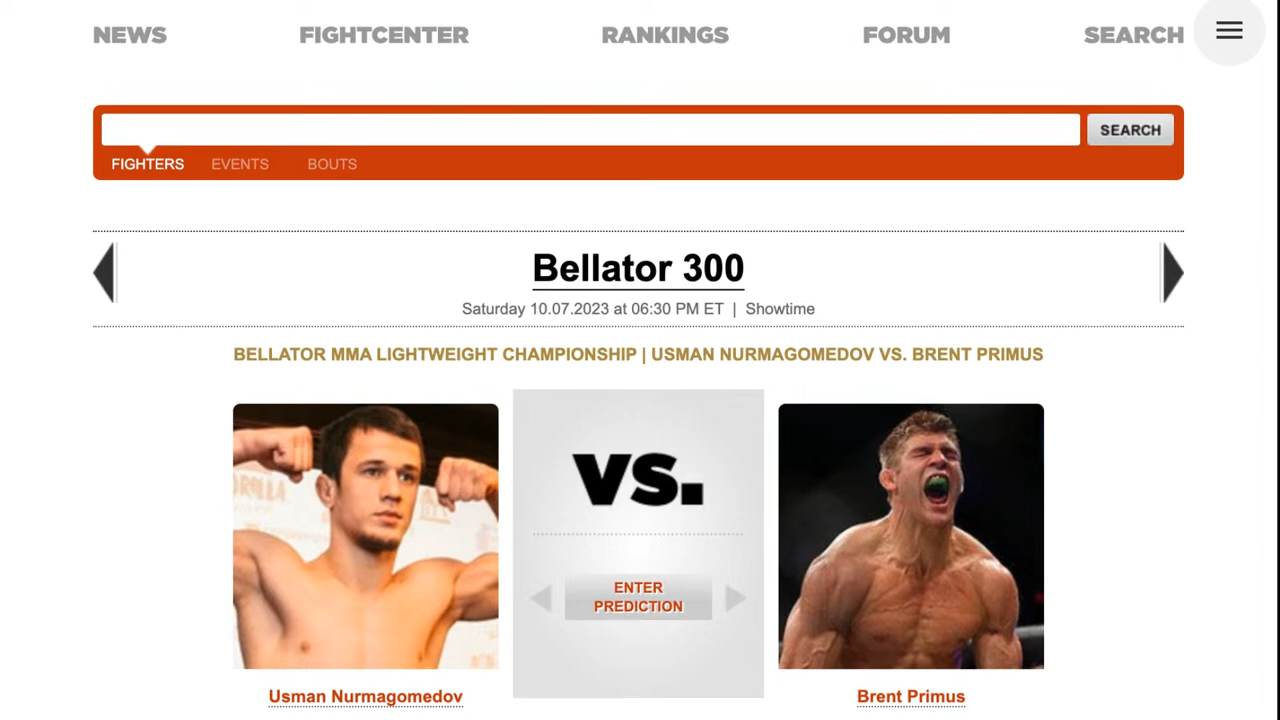 NEWS FIGHTCENTER RANKINGS FORUM SEARCH
SEARCH
FIGHTERS EVENTS BOUTS
Bellator 300
Saturday 10.07.2023 at 06:30 PM ET | Showtime
BELLATOR MMA LIGHTWEIGHT CHAMPIONSHIP | USMAN NURMAGOMEDOV VS. BRENT PRIMUS
VS.
ENTER
PREDICTION
Usman Nurmagomedov Brent Primus